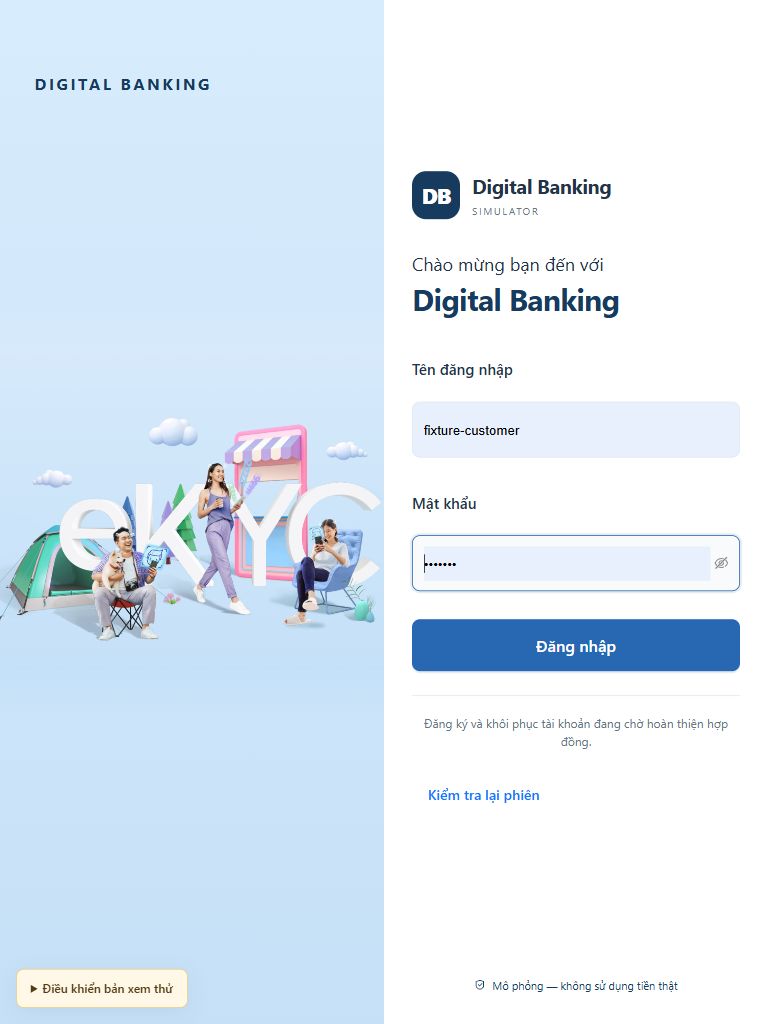 DIGITAL BANKING
eKYC
DB
Digital Banking
SIMULATOR
Chào mừng bạn đến với
Digital Banking
Tên đăng nhập
fixture-customer
Mật khẩu
•••••••
Đăng nhập
Đăng ký và khôi phục tài khoản đang chờ hoàn thiện hợp
đồng.
Kiểm tra lại phiên
▶ Điều khiển bản xem thử
Mô phỏng — không sử dụng tiền thật